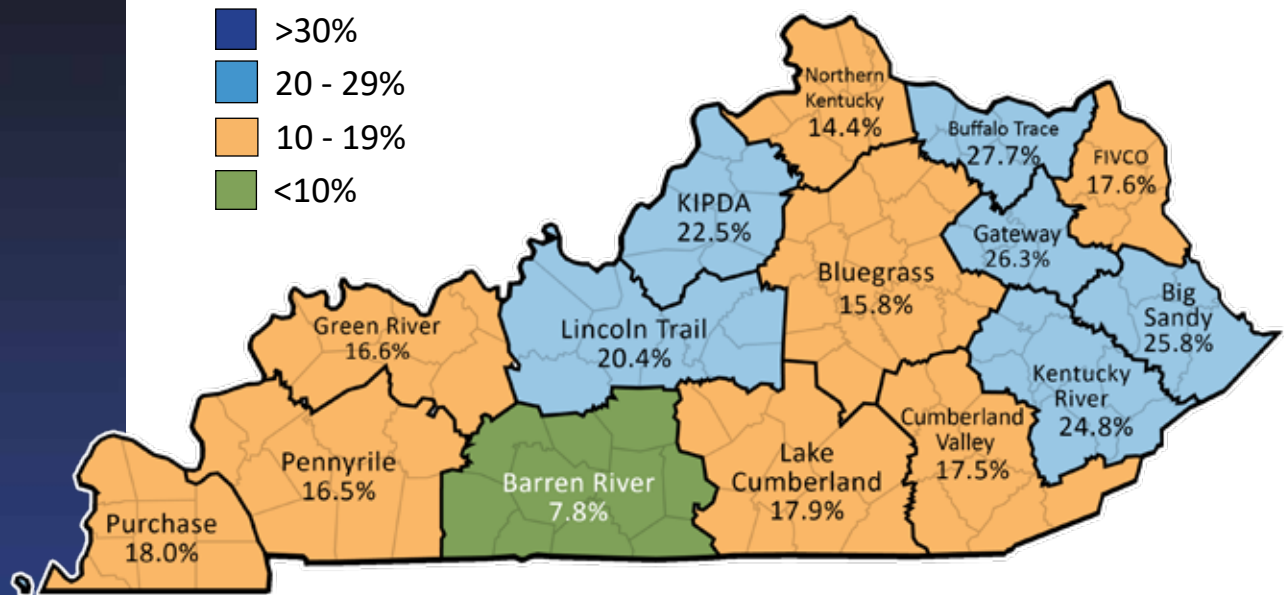 >30%
20 - 29%
10 - 19%
<10%
Northern
Kentucky
14.4%
Buffalo Trace
27.7%
FIVCO
17.6%
KIPDA
22.5%
Gateway
26.3%
Bluegrass
15.8%
Big
Sandy
25.8%
Green River
16.6%
Lincoln Trail
20.4%
Kentucky
River
24.8%
Cumberland
Valley
17.5%
Pennyrile
16.5%
Barren River
7.8%
Lake
Cumberland
17.9%
Purchase
18.0%